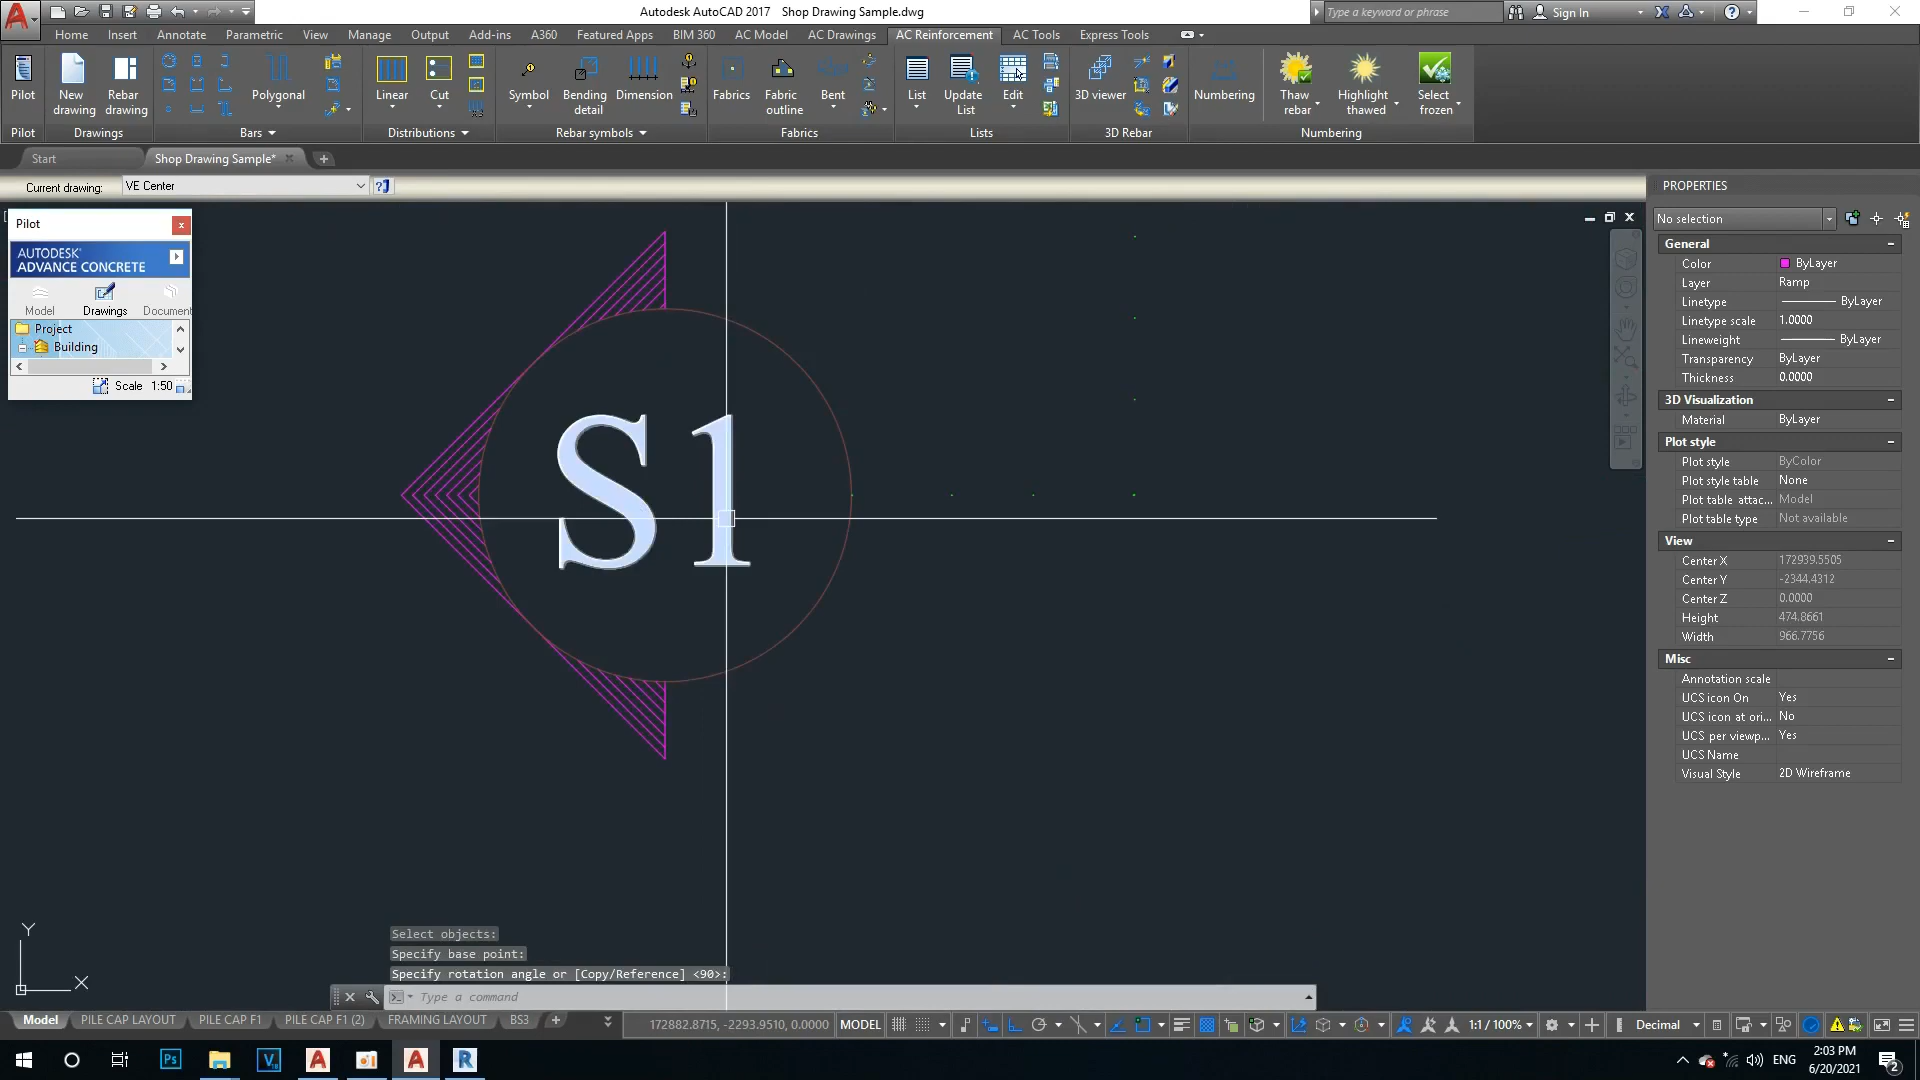 Autodesk AutoCAD 2017 Shop Drawing Sample.dwg
Type a keyword or phrase
Sign In
Home Insert Annotate Parametric View Manage Output Add-ins A360 Featured Apps BIM 360 AC Model AC Drawings AC Reinforcement AC Tools Express Tools
Pilot
New drawing
Rebar drawing
Polygonal
Linear
Cut
Symbol
Bending detail
Dimension
Fabrics
Fabric outline
Bent
List
Update List
Edit
3D viewer
Numbering
Thaw rebar
Highlight thawed
Select frozen
Pilot Drawings Bars Distributions Rebar symbols Fabrics Lists 3D Rebar Numbering
Start
Shop Drawing Sample*
Current drawing: VE Center
Pilot
AUTODESK
ADVANCE CONCRETE
Model Drawings Document
Project
Building
Scale 1:50
S1
PROPERTIES
No selection
General
Color ByLayer
Layer Ramp
Linetype ByLayer
Linetype scale 1.0000
Lineweight ByLayer
Transparency ByLayer
Thickness 0.0000
3D Visualization
Material ByLayer
Plot style
Plot style ByColor
Plot style table None
Plot table attac... Model
Plot table type Not available
View
Center X 172939.5505
Center Y -2344.4312
Center Z 0.0000
Height 474.8661
Width 966.7756
Misc
Annotation scale
UCS icon On Yes
UCS icon at ori... No
UCS per viewp... Yes
UCS Name
Visual Style 2D Wireframe
Y
X
Select objects:
Specify base point:
Specify rotation angle or [Copy/Reference] <90>:
Type a command
Model PILE CAP LAYOUT PILE CAP F1 PILE CAP F1 (2) FRAMING LAYOUT BS3
172882.8715, -2293.9510, 0.0000 MODEL
1:1 / 100%
Decimal
Ps
R
ENG
2:03 PM
6/20/2021
2